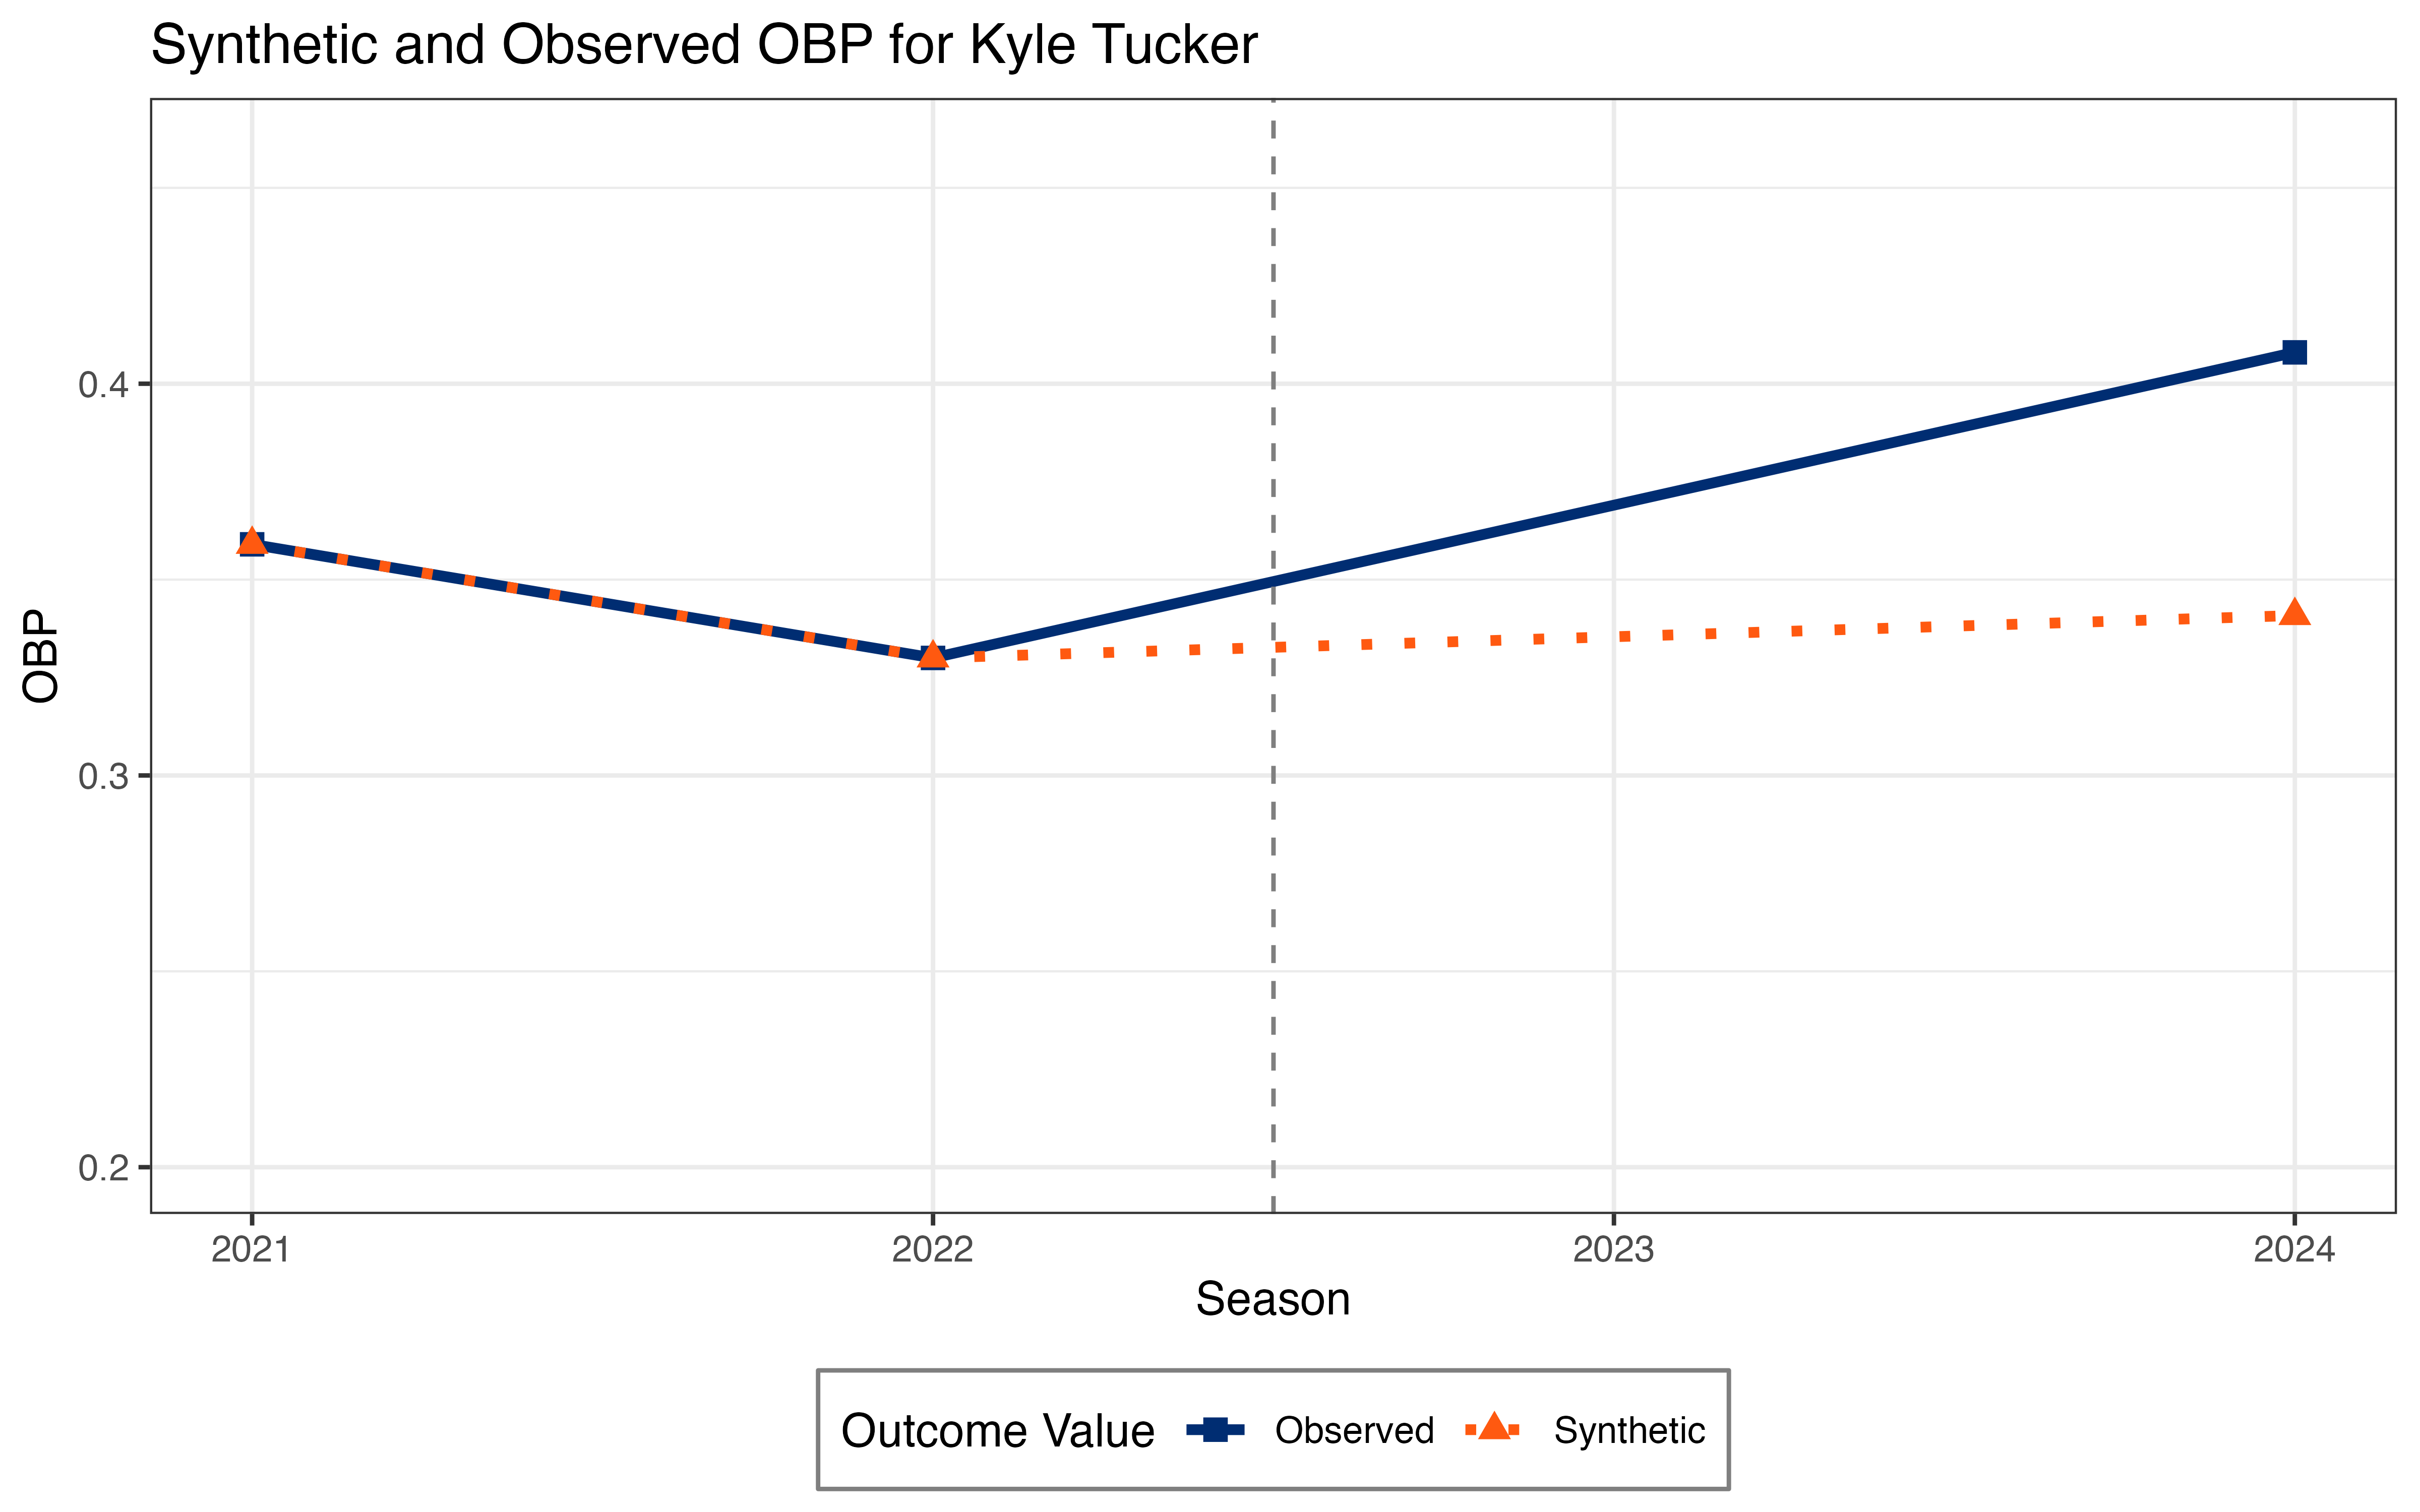 Synthetic and Observed OBP for Kyle Tucker
OBP
0.4
0.3
0.2
2021 2022 2023 2024
Season
Outcome Value Observed Synthetic